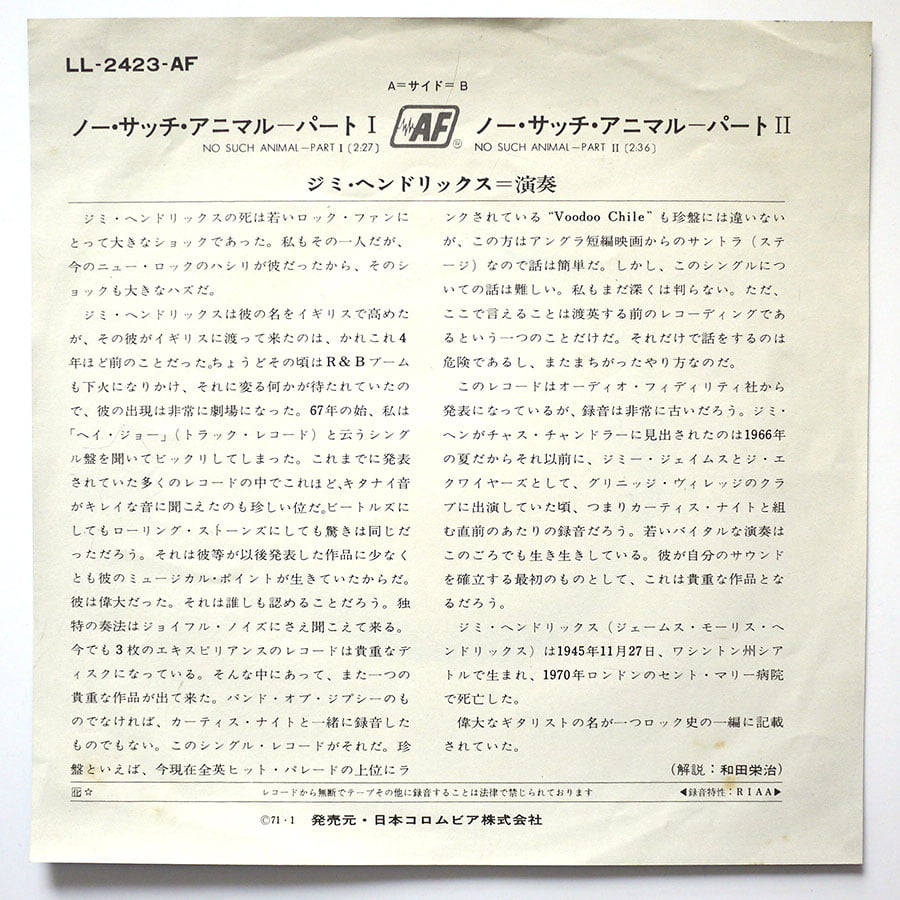 LL-2423-AF
A=サイド=B
ノー・サッチ・アニマル—パートⅠ
NO SUCH ANIMAL—PART Ⅰ〔2:27〕
AF
®
ノー・サッチ・アニマル—パートⅡ
NO SUCH ANIMAL—PART Ⅱ〔2:36〕
ジミ・ヘンドリックス=演奏
ジミ・ヘンドリックスの死は若いロック・ファンに
とって大きなショックであった。私もその一人だが、
今のニュー・ロックのハシリが彼だったから、そのシ
ョックも大きなハズだ。
ジミ・ヘンドリックスは彼の名をイギリスで高めた
が、その彼がイギリスに渡って来たのは、かれこれ4
年ほど前のことだった。ちょうどその頃はR&Bブーム
も下火になりかけ、それに変る何かが待たれていたの
で、彼の出現は非常に劇場になった。67年の始、私は
「ヘイ・ジョー」(トラック・レコード)と云うシング
ル盤を聞いてビックリしてしまった。これまでに発表
されていた多くのレコードの中でこれほど、キタナイ音
がキレイな音に聞こえたのも珍しい位だ。ビートルズに
してもローリング・ストーンズにしても驚きは同じだ
っただろう。それは彼等が以後発表した作品に少なく
とも彼のミュージカル・ポイントが生きていたからだ。
彼は偉大だった。それは誰しも認めることだろう。独
特の奏法はジョイフル・ノイズにさえ聞こえて来る。
今でも3枚のエキスピリアンスのレコードは貴重なデ
ィスクになっている。そんな中にあって、また一つの
貴重な作品が出て来た。バンド・オブ・ジプシーのも
のでなければ、カーティス・ナイトと一緒に録音した
ものでもない。このシングル・レコードがそれだ。珍
盤といえば、今現在全英ヒット・パレードの上位にラ
ンクされている“Voodoo Chile”も珍盤には違いない
が、この方はアングラ短編映画からのサントラ(ステ
ージ)なので話は簡単だ。しかし、このシングルにつ
いての話は難しい。私もまだ深くは判らない。ただ、
ここで言えることは渡英する前のレコーディングであ
るという一つのことだけだ。それだけで話をするのは
危険であるし、またまちがったやり方なのだ。
このレコードはオーディオ・フィディリティ社から
発表になっているが、録音は非常に古いだろう。ジミ・
ヘンがチャス・チャンドラーに見出されたのは1966年
の夏だからそれ以前に、ジミー・ジェイムスとジ・エ
クワイヤーズとして、グリニッジ・ヴィレッジのクラ
ブに出演していた頃、つまりカーティス・ナイトと組
む直前のあたりの録音だろう。若いバイタルな演奏は
このごろでも生き生きしている。彼が自分のサウンド
を確立する最初のものとして、これは貴重な作品とな
るだろう。
ジミ・ヘンドリックス(ジェームス・モーリス・ヘ
ンドリックス)は1945年11月27日、ワシントン州シア
トルで生まれ、1970年ロンドンのセント・マリー病院
で死亡した。
偉大なギタリストの名が一つロック史の一編に記載
されていた。
(解説:和田栄治)
☆
レコードから無断でテープその他に録音することは法律で禁じられております
◀録音特性:RIAA▶
©71・1 発売元・日本コロムビア株式会社